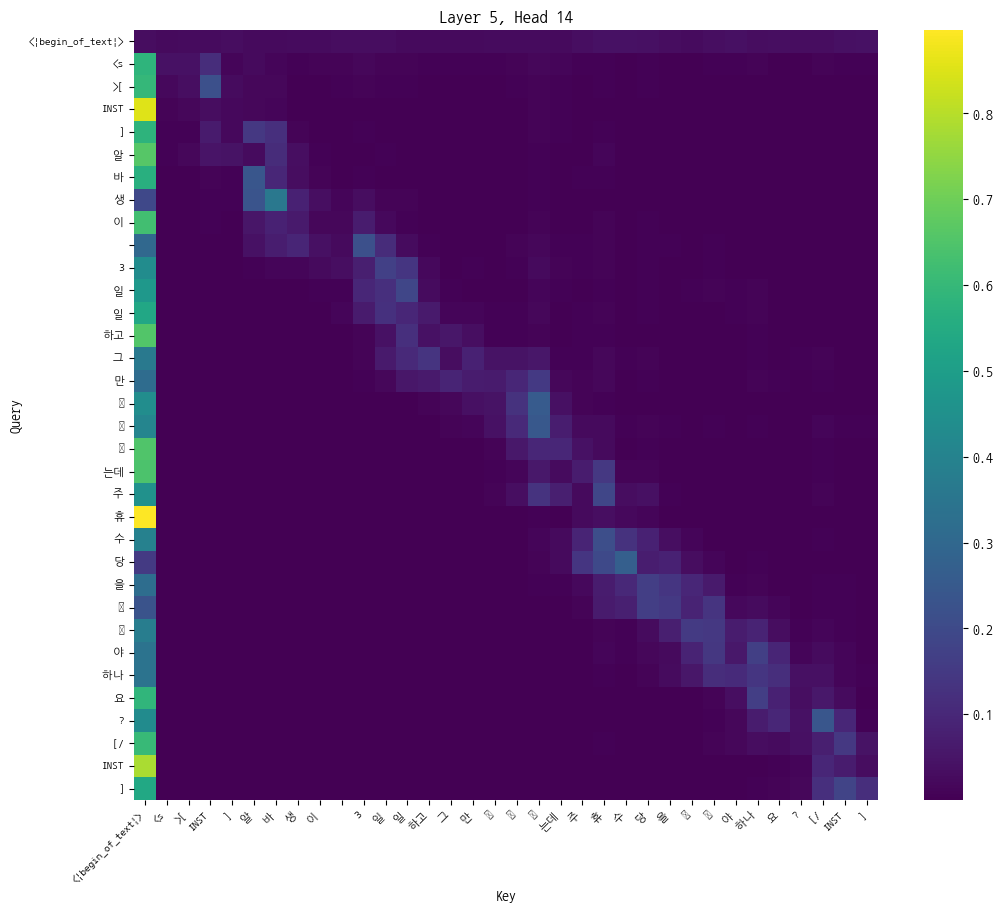 Layer 5, Head 14
Query
<|begin_of_text|>
<s
>[
INST
]
알
바
생
이
3
일
일
하고
그
만
는데
주
휴
수
당
을
야
하나
요
?
[/
INST
]
0.8
0.7
0.6
0.5
0.4
0.3
0.2
0.1
<|begin_of_text|>
<s
>[
INST
]
알
바
생
이
3
일
일
하고
그
만
는데
주
휴
수
당
을
야
하나
요
?
[/
INST
]
Key